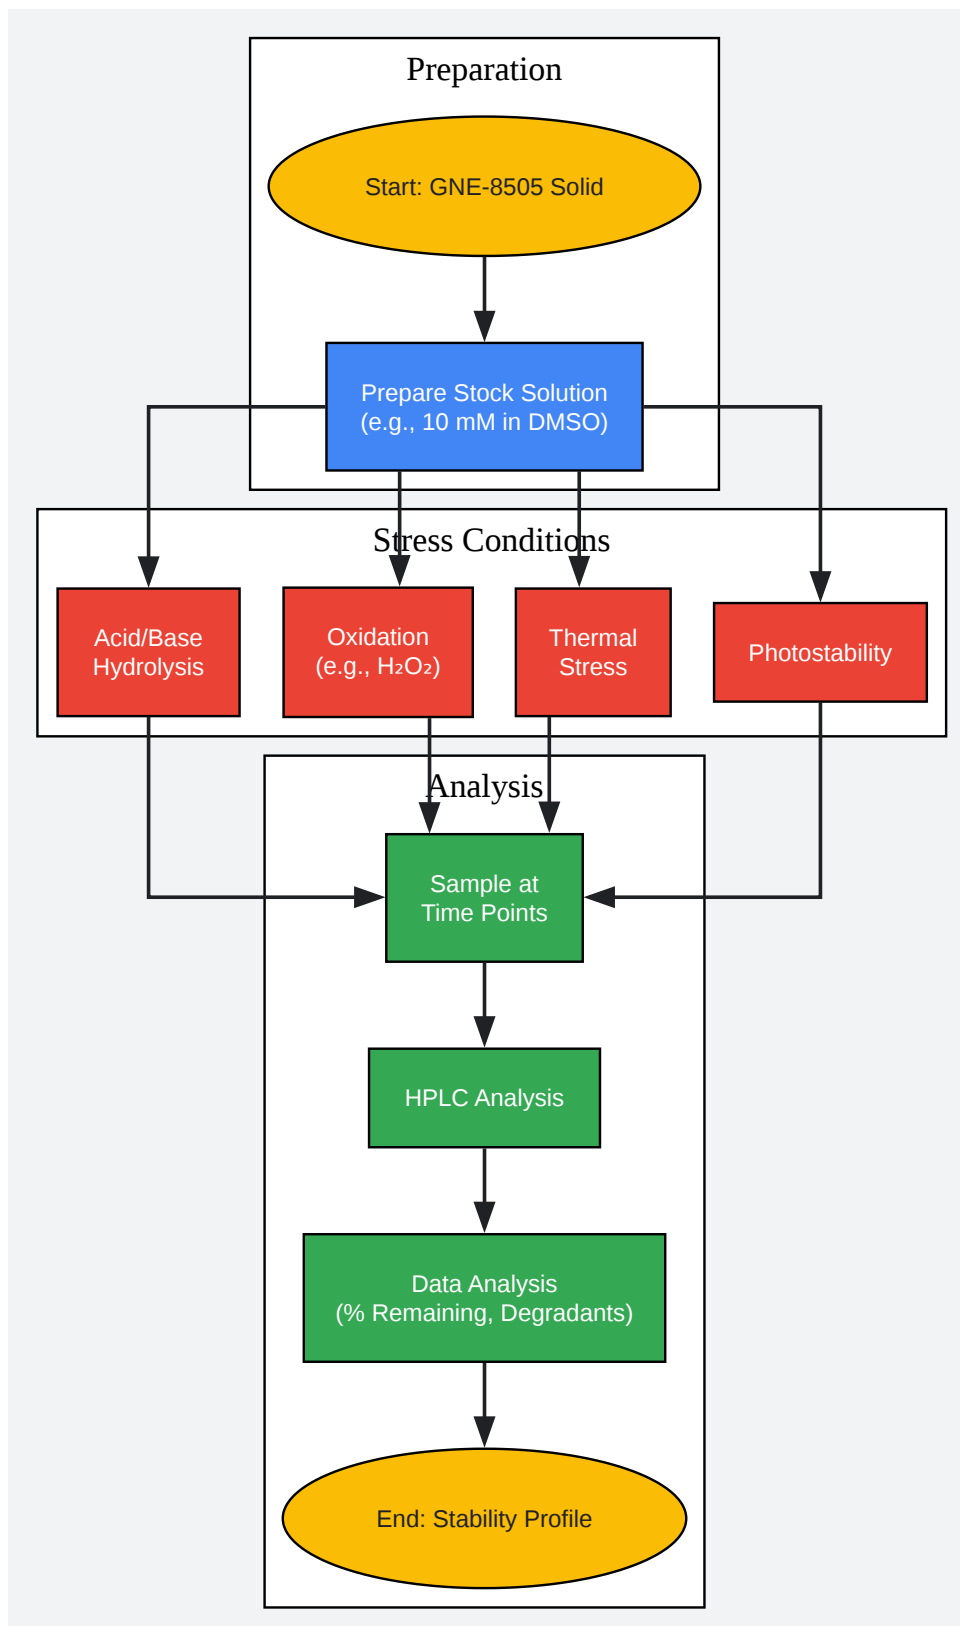 Preparation
Start: GNE-8505 Solid
Prepare Stock Solution
(e.g., 10 mM in DMSO)
Stress Conditions
Acid/Base
Hydrolysis
Oxidation
(e.g., H₂O₂)
Thermal
Stress
Photostability
Analysis
Sample at
Time Points
HPLC Analysis
Data Analysis
(% Remaining, Degradants)
End: Stability Profile